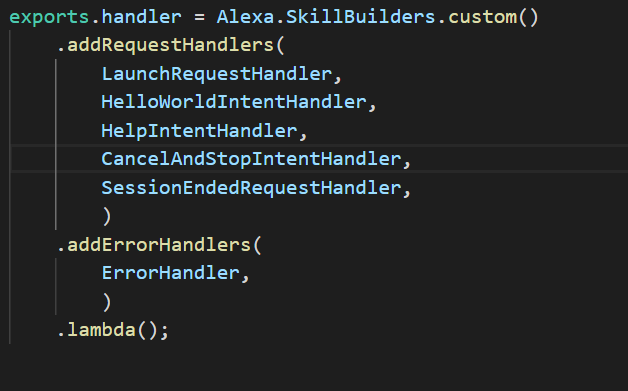 exports.handler = Alexa.SkillBuilders.custom()
    .addRequestHandlers(
        LaunchRequestHandler,
        HelloWorldIntentHandler,
        HelpIntentHandler,
        CancelAndStopIntentHandler,
        SessionEndedRequestHandler,
        )
    .addErrorHandlers(
        ErrorHandler,
        )
    .lambda();